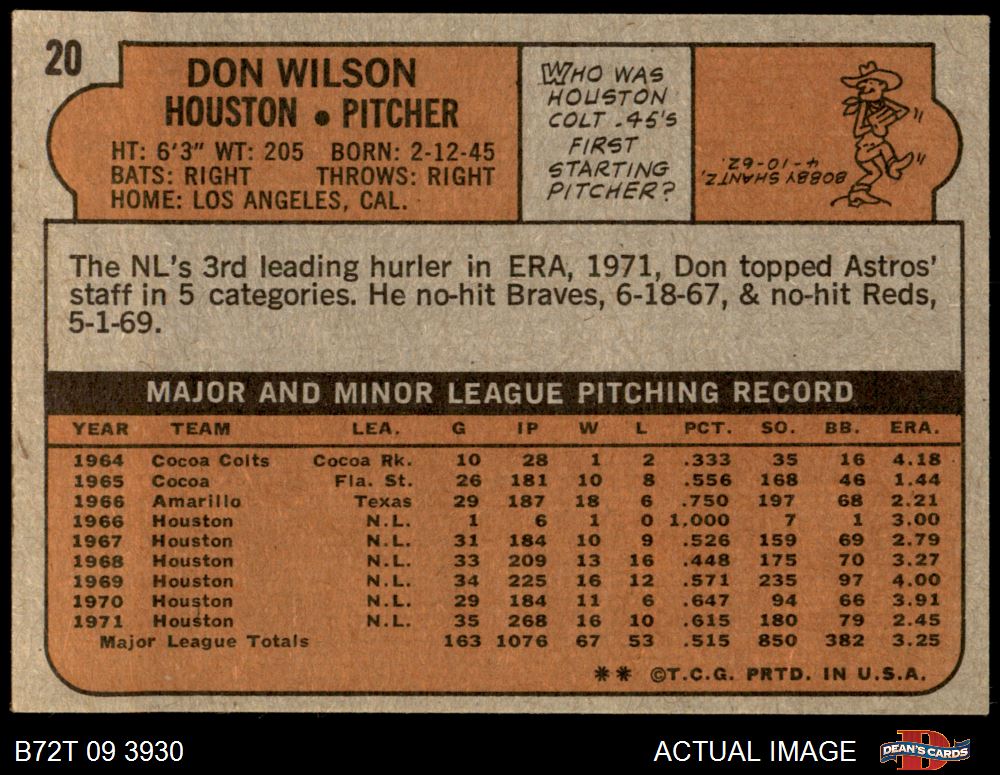 20
DON WILSON
HOUSTON • PITCHER
HT: 6'3" WT: 205 BORN: 2-12-45
BATS: RIGHT THROWS: RIGHT
HOME: LOS ANGELES, CAL.
WHO WAS
HOUSTON
COLT .45'S
FIRST
STARTING
PITCHER?
BOBBY SHANTZ,
4-10-62.
The NL's 3rd leading hurler in ERA, 1971, Don topped Astros'
staff in 5 categories. He no-hit Braves, 6-18-67, & no-hit Reds,
5-1-69.
MAJOR AND MINOR LEAGUE PITCHING RECORD
YEAR TEAM LEA. G IP W L PCT. SO. BB. ERA.
1964 Cocoa Colts Cocoa Rk. 10 28 1 2 .333 35 16 4.18
1965 Cocoa Fla. St. 26 181 10 8 .556 168 46 1.44
1966 Amarillo Texas 29 187 18 6 .750 197 68 2.21
1966 Houston N.L. 1 6 1 0 1,000 7 1 3.00
1967 Houston N.L. 31 184 10 9 .526 159 69 2.79
1968 Houston N.L. 33 209 13 16 .448 175 70 3.27
1969 Houston N.L. 34 225 16 12 .571 235 97 4.00
1970 Houston N.L. 29 184 11 6 .647 94 66 3.91
1971 Houston N.L. 35 268 16 10 .615 180 79 2.45
Major League Totals 163 1076 67 53 .515 850 382 3.25
** ©T.C.G. PRTD. IN U.S.A.
B72T 09 3930
ACTUAL IMAGE
D
DEAN'S CARDS